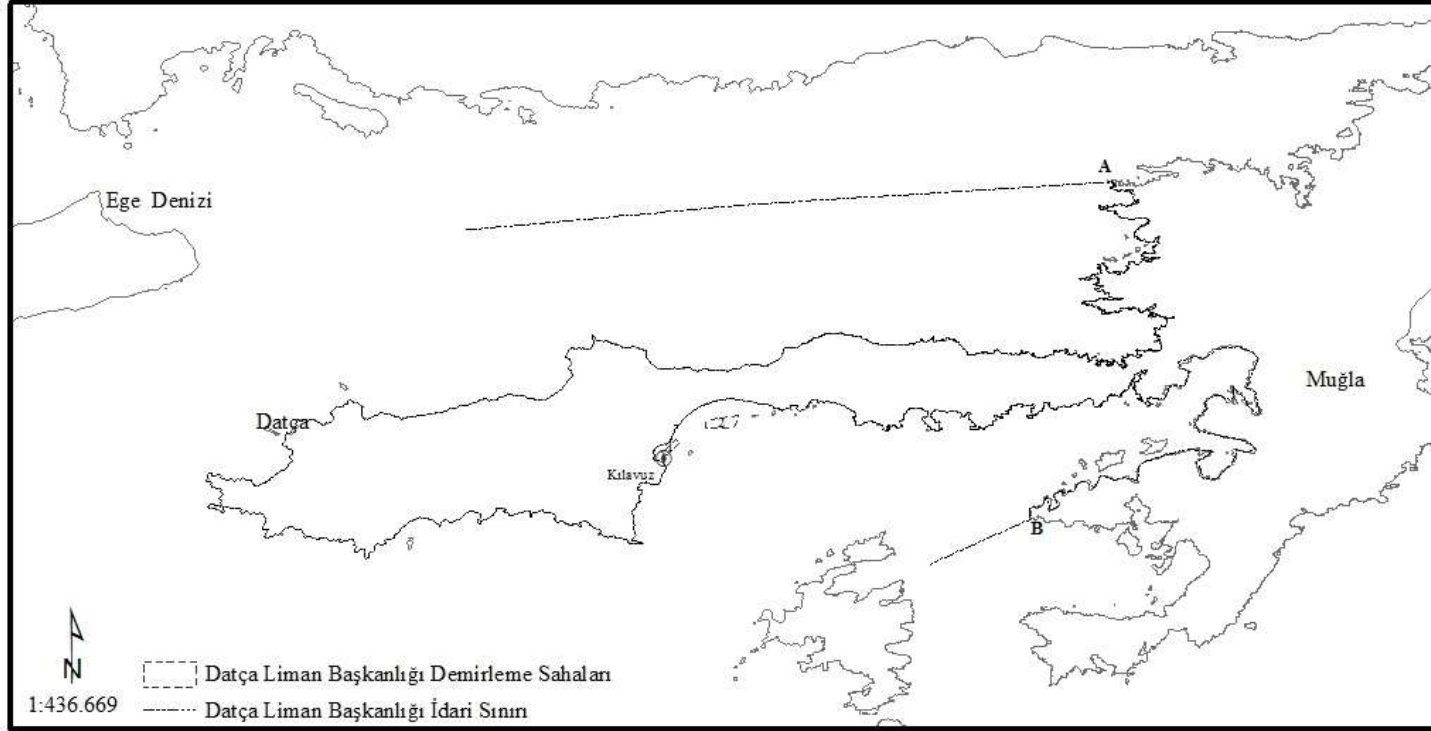 A
Ege Denizi
Muğla
Datça
Kılavuz
B
N
1:436.669
Datça Liman Başkanlığı Demirleme Sahaları
Datça Liman Başkanlığı İdari Sınırı